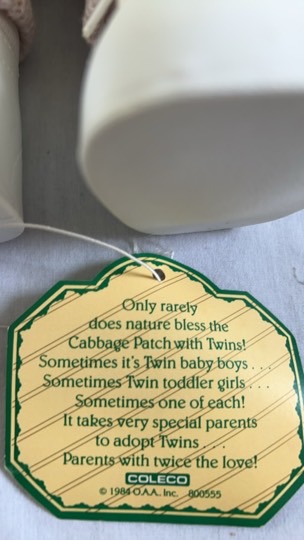 Only rarely
does nature bless the
Cabbage Patch with Twins!
Sometimes it's Twin baby boys . . .
Sometimes Twin toddler girls . . .
Sometimes one of each!
It takes very special parents
to adopt Twins . . .
Parents with twice the love!
COLECO
© 1984 O.A.A., Inc. 800555